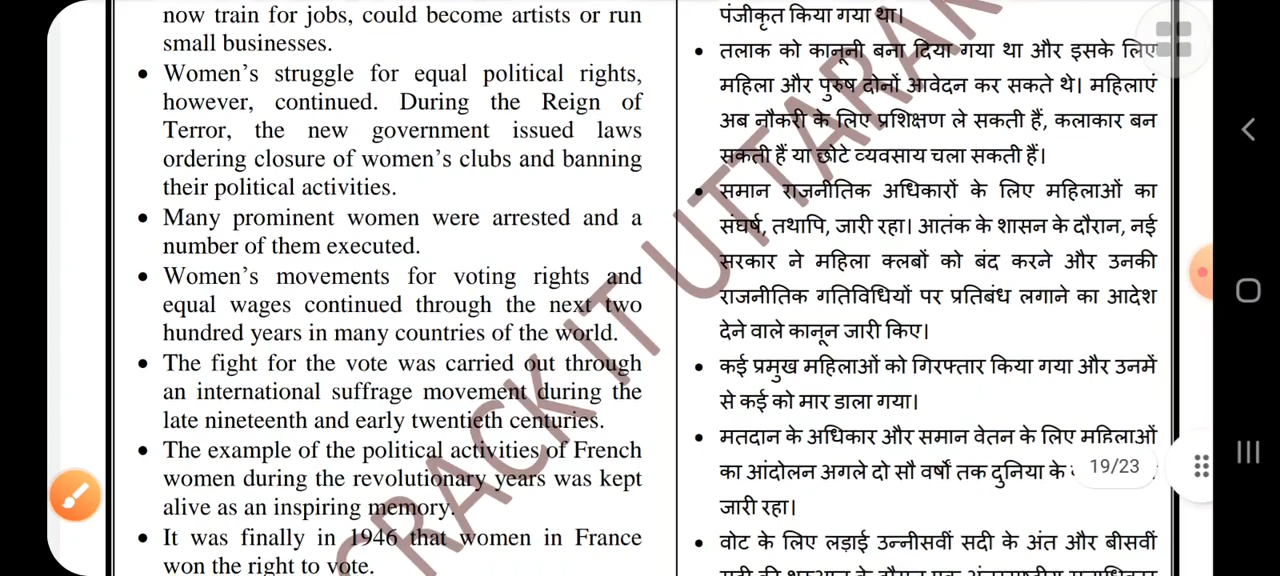 now train for jobs, could become artists or run
small businesses.
• Women's struggle for equal political rights,
however, continued. During the Reign of
Terror, the new government issued laws
ordering closure of women's clubs and banning
their political activities.
• Many prominent women were arrested and a
number of them executed.
• Women's movements for voting rights and
equal wages continued through the next two
hundred years in many countries of the world.
• The fight for the vote was carried out through
an international suffrage movement during the
late nineteenth and early twentieth centuries.
• The example of the political activities of French
women during the revolutionary years was kept
alive as an inspiring memory.
• It was finally in 1946 that women in France
won the right to vote.
पंजीकृत किया गया था।
• तलाक को कानूनी बना दिया गया था और इसके लिए
महिला और पुरुष दोनों आवेदन कर सकते थे। महिलाएं
अब नौकरी के लिए प्रशिक्षण ले सकती हैं, कलाकार बन
सकती हैं या छोटे व्यवसाय चला सकती हैं।
• समान राजनीतिक अधिकारों के लिए महिलाओं का
संघर्ष, तथापि, जारी रहा। आतंक के शासन के दौरान, नई
सरकार ने महिला क्लबों को बंद करने और उनकी
राजनीतिक गतिविधियों पर प्रतिबंध लगाने का आदेश
देने वाले कानून जारी किए।
• कई प्रमुख महिलाओं को गिरफ्तार किया गया और उनमें
से कई को मार डाला गया।
• मतदान के अधिकार और समान वेतन के लिए महिलाओं
का आंदोलन अगले दो सौ वर्षों तक दुनिया के
जारी रहा।
• वोट के लिए लड़ाई उन्नीसवीं सदी के अंत और बीसवीं
CRACK IT UTTARAK
19/23